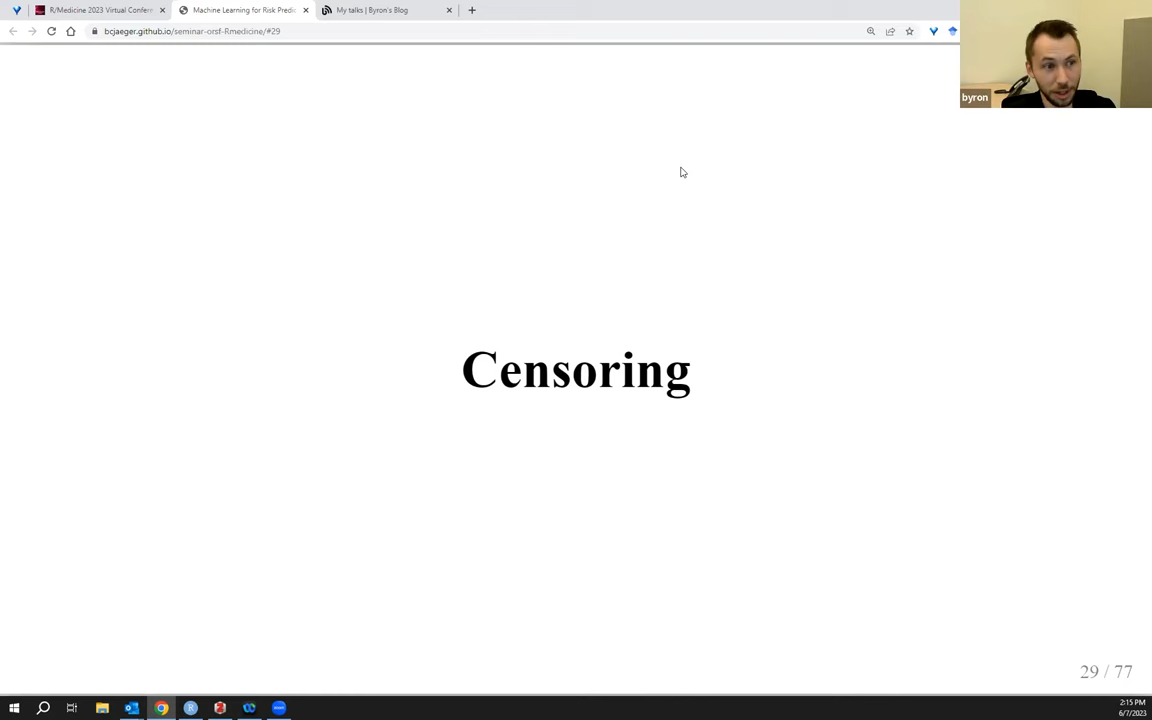 R/Medicine 2023 Virtual Confere
Machine Learning for Risk Predic
My talks | Byron's Blog
bcjaeger.github.io/seminar-orsf-Rmedicine/#29
byron
Censoring
29 / 77
2:15 PM
6/7/2023